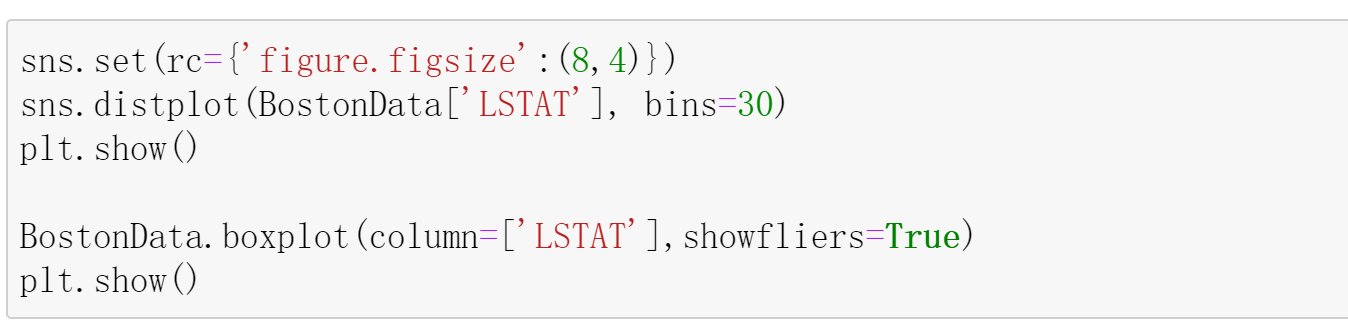 sns.set(rc={'figure.figsize':(8,4)})
sns.distplot(BostonData['LSTAT'], bins=30)
plt.show()
BostonData.boxplot(column=['LSTAT'],showfliers=True)
plt.show()